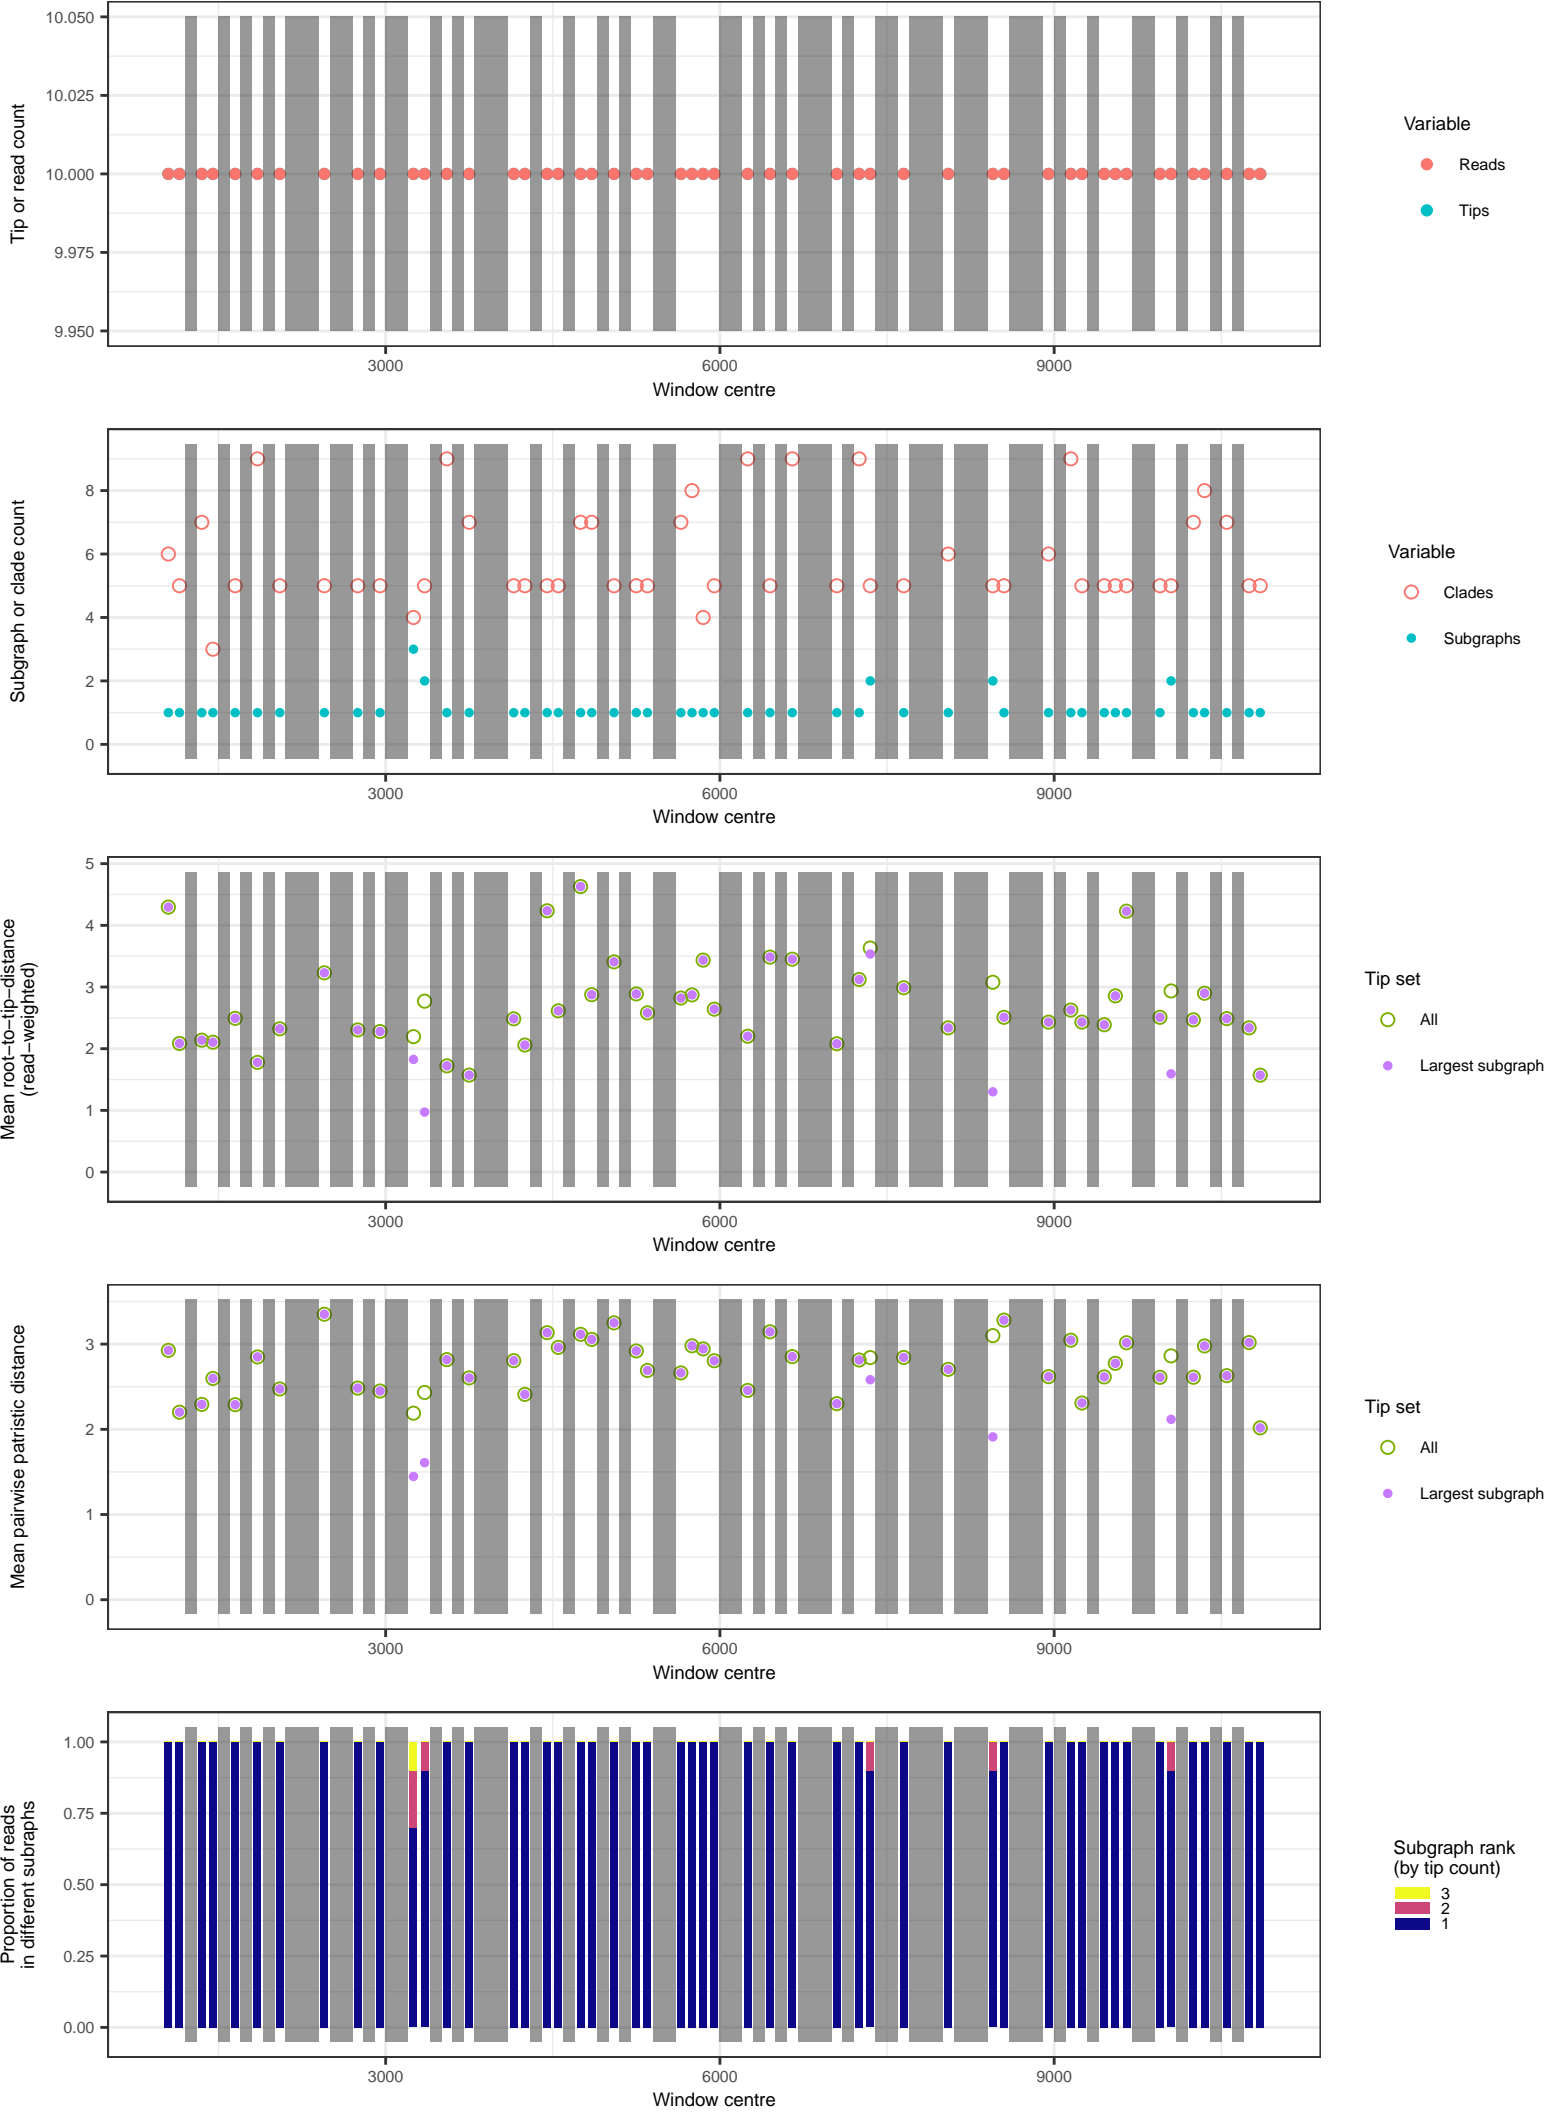 10.050
10.025
10.000
9.975
9.950
Tip or read count
3000 6000 9000
Window centre
Variable
Reads
Tips
8
6
4
2
0
Subgraph or clade count
3000 6000 9000
Window centre
Variable
Clades
Subgraphs
5
4
3
2
1
0
Mean root−to−tip−distance
(read−weighted)
3000 6000 9000
Window centre
Tip set
All
Largest subgraph
3
2
1
0
Mean pairwise patristic distance
3000 6000 9000
Window centre
Tip set
All
Largest subgraph
1.00
0.75
0.50
0.25
0.00
Proportion of reads
in different subraphs
3000 6000 9000
Window centre
Subgraph rank
(by tip count)
3
2
1